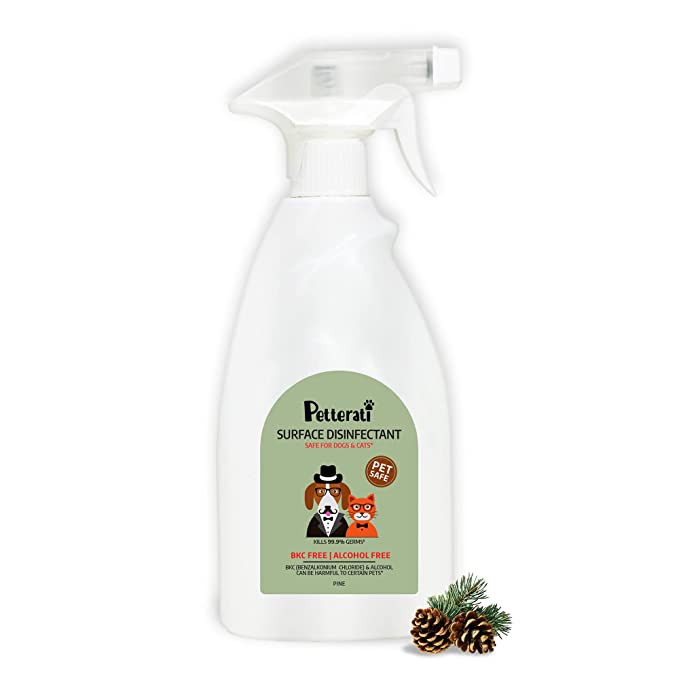 Petterati
SURFACE DISINFECTANT
SAFE FOR DOGS & CATS*
PET
SAFE
KILLS 99.9% GERMS*
BKC FREE | ALCOHOL FREE
BKC (BENZALKONIUM CHLORIDE) & ALCOHOL
CAN BE HARMFUL TO CERTAIN PETS*
PINE